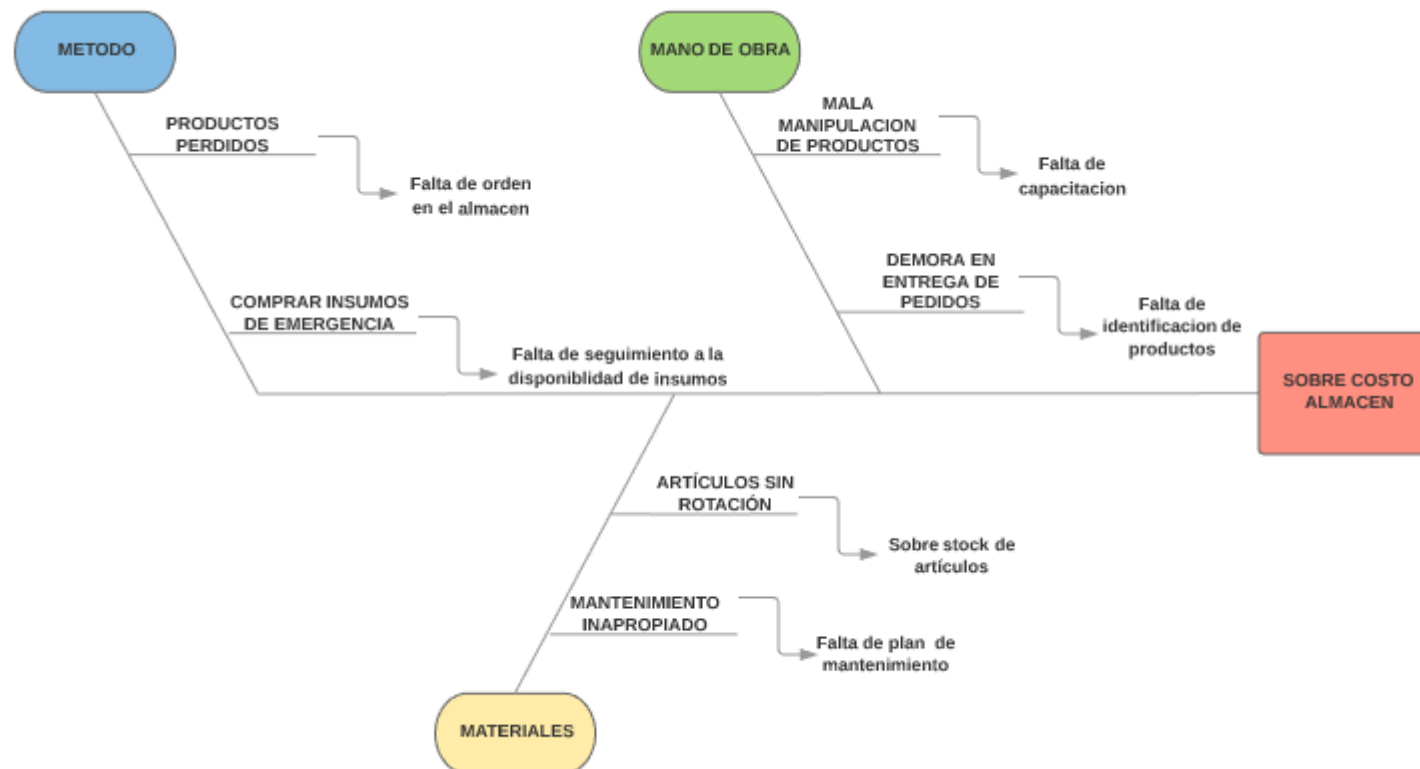 METODO
MANO DE OBRA
PRODUCTOS
PERDIDOS
Falta de orden
en el almacen
COMPRAR INSUMOS
DE EMERGENCIA
Falta de seguimiento a la
disponiblidad de insumos
MALA
MANIPULACION
DE PRODUCTOS
Falta de
capacitacion
DEMORA EN
ENTREGA DE
PEDIDOS
Falta de
identificacion de
productos
SOBRE COSTO
ALMACEN
ARTÍCULOS SIN
ROTACIÓN
Sobre stock de
artículos
MANTENIMIENTO
INAPROPIADO
Falta de plan de
mantenimiento
MATERIALES